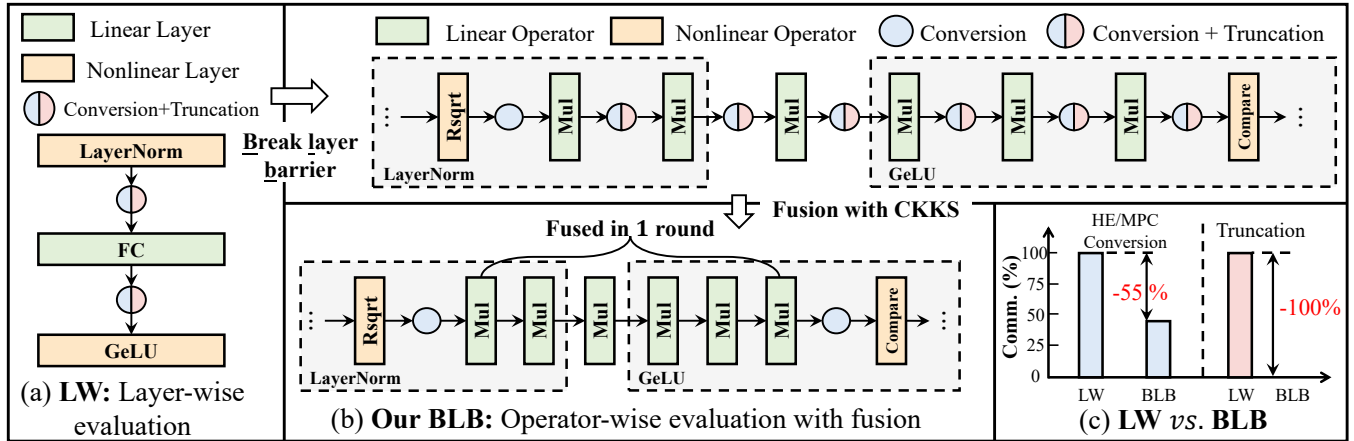 Linear Layer
Nonlinear Layer
Conversion+Truncation
LayerNorm
FC
GeLU
(a) LW: Layer-wise
evaluation
Break layer
barrier
Linear Operator
Nonlinear Operator
Conversion
Conversion + Truncation
...
Rsqrt
Mul
Mul
LayerNorm
Mul
Mul
Mul
Mul
Compare
...
GeLU
Fusion with CKKS
Fused in 1 round
...
Rsqrt
Mul
Mul
LayerNorm
Mul
Mul
Mul
Mul
Compare
...
GeLU
(b) Our BLB: Operator-wise evaluation with fusion
HE/MPC
Conversion
Truncation
Comm. (%)
100
75
50
25
0
-55%
-100%
LW
BLB
LW
BLB
(c) LW vs. BLB